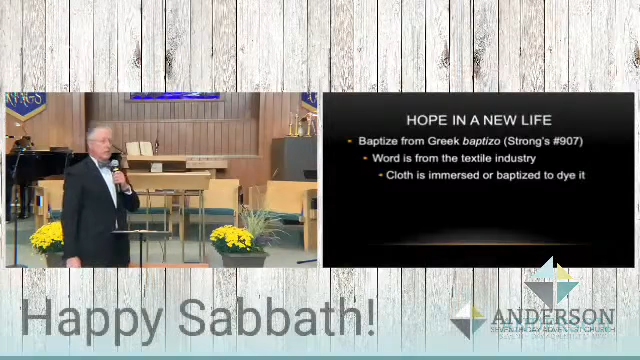 HOPE IN A NEW LIFE
Baptize from Greek baptizo (Strong's #907)
Word is from the textile industry
Cloth is immersed or baptized to dye it
Happy Sabbath!
ANDERSON
SEVENTH-DAY ADVENTIST CHURCH